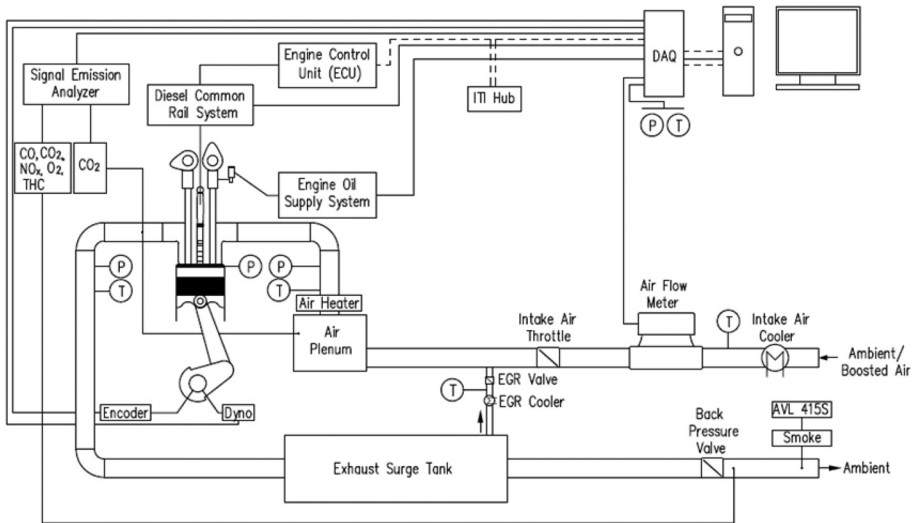 Signal Emission
Analyzer
Engine Control
Unit (ECU)
Diesel Common
Rail System
ITI Hub
DAQ
P
T
CO, CO₂,
NOₓ, O₂,
THC
CO₂
Engine Oil
Supply System
P
T
P
P
T
Air Heater
Air
Plenum
Intake Air
Throttle
Air Flow
Meter
T
Intake Air
Cooler
Ambient/
Boosted Air
T
EGR Valve
EGR Cooler
Encoder
Dyno
Exhaust Surge Tank
Back
Pressure
Valve
AVL 415S
Smoke
Ambient